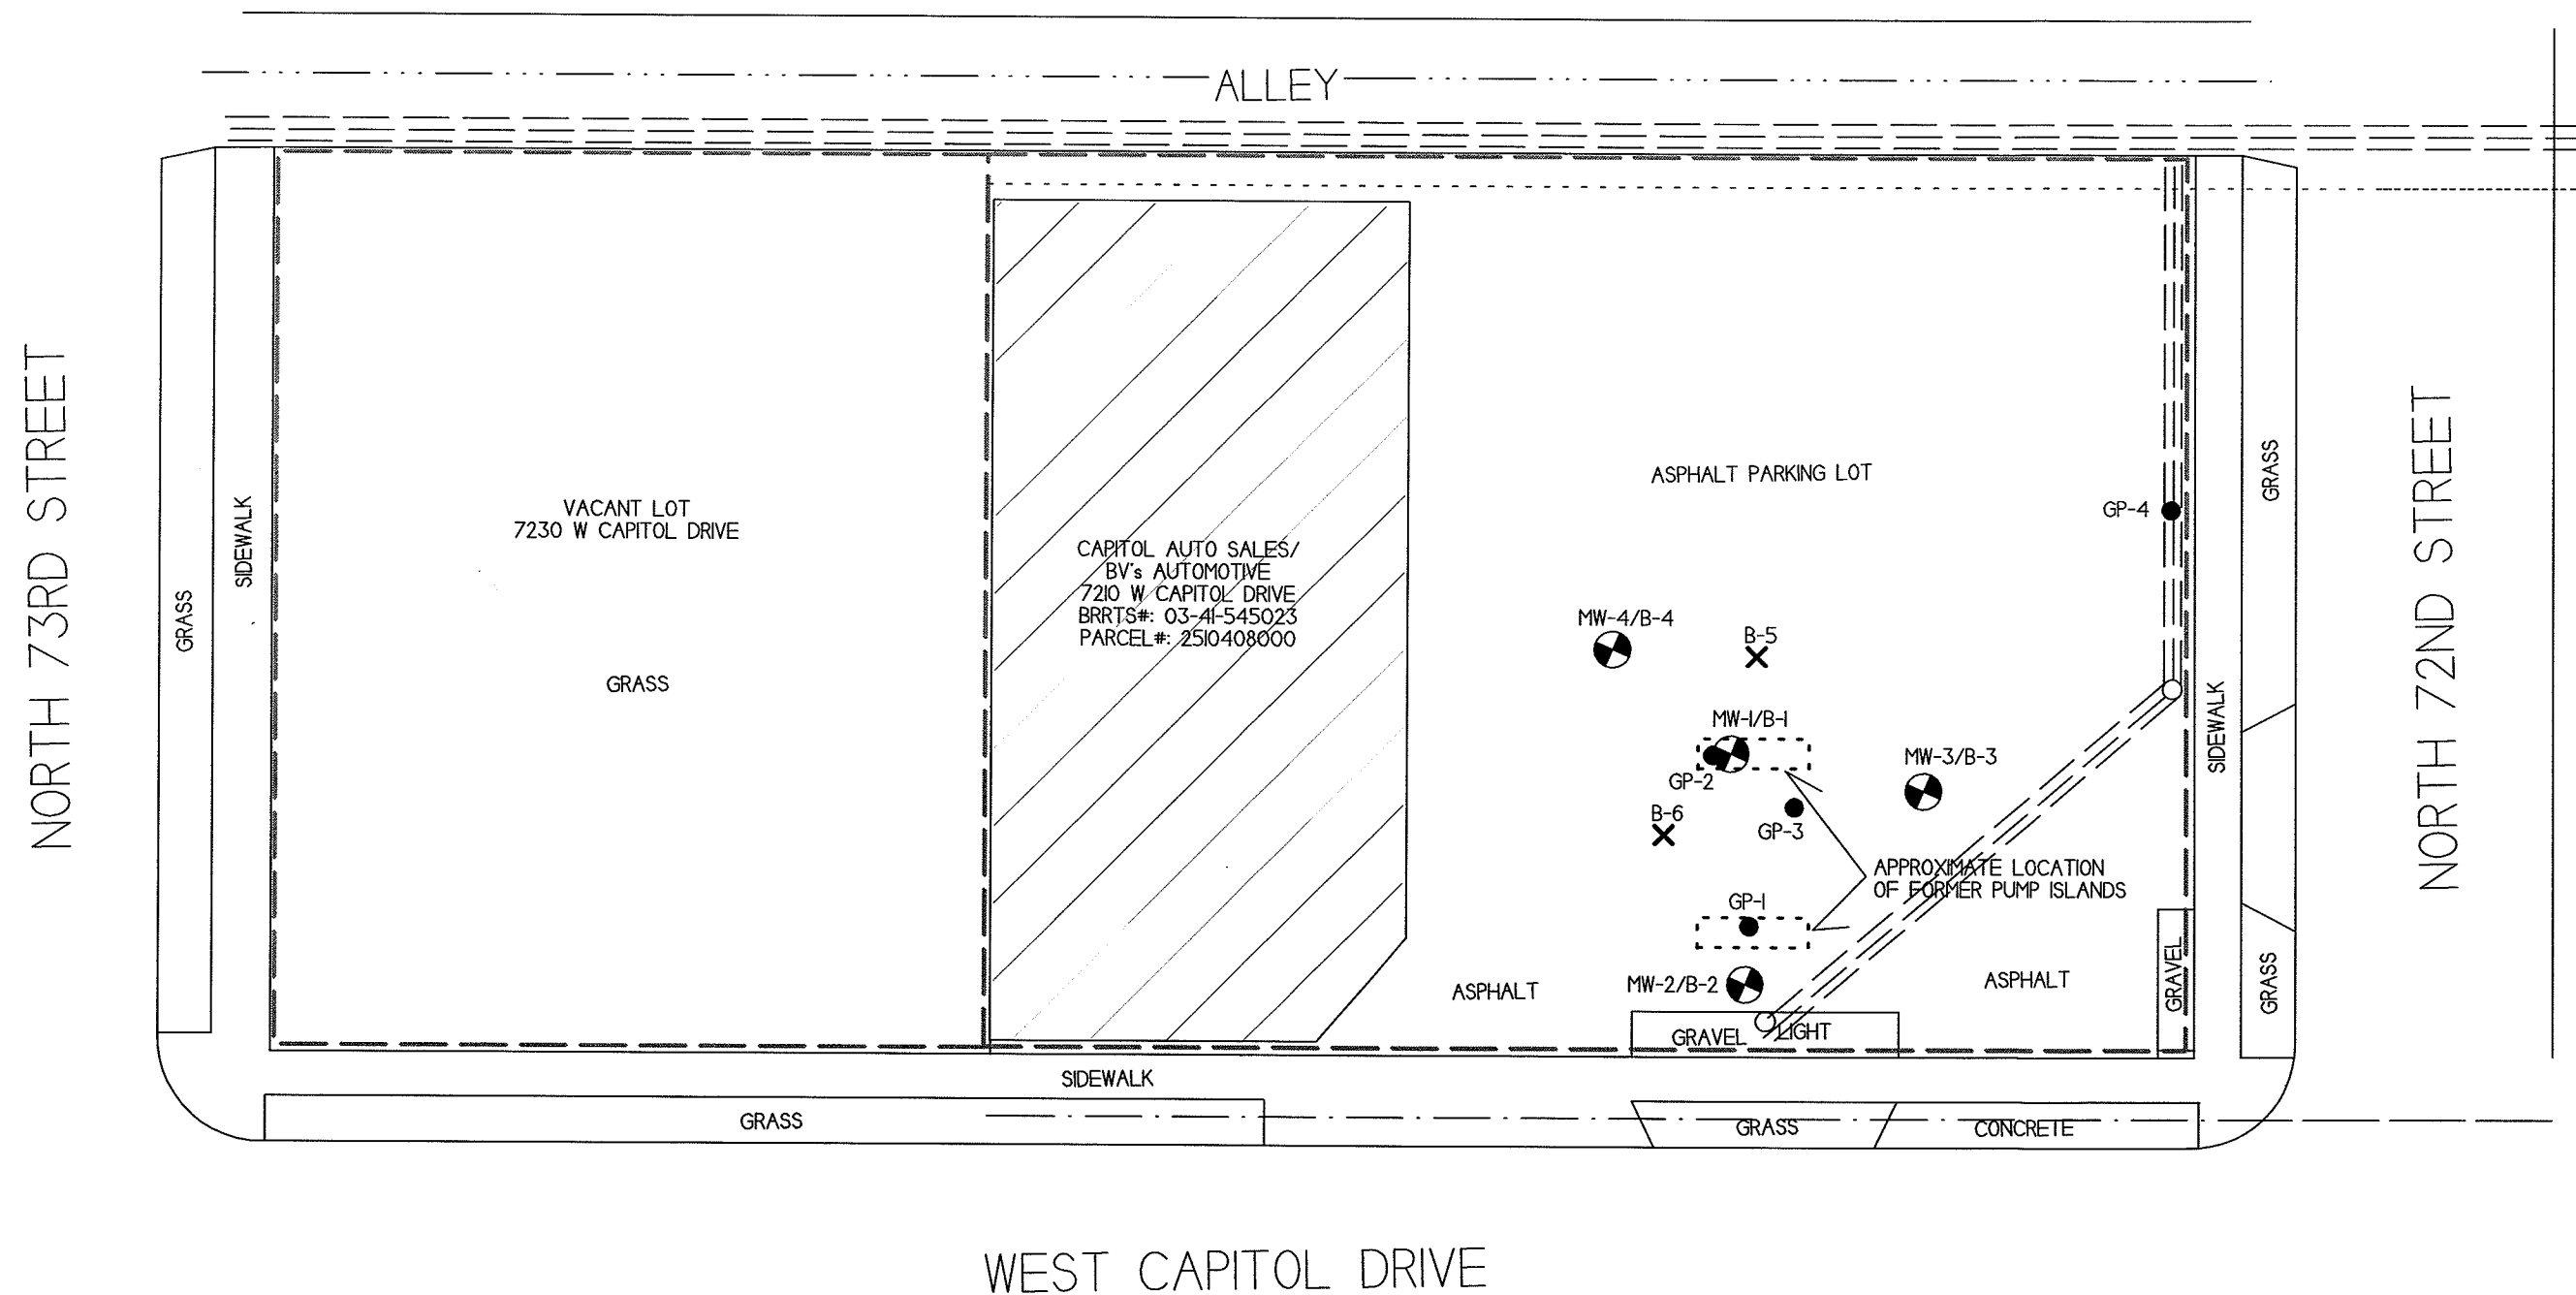 ALLEY
NORTH 73RD STREET
GRASS
SIDEWALK
VACANT LOT
7230 W CAPITOL DRIVE
GRASS
CAPITOL AUTO SALES/
BV's AUTOMOTIVE
7210 W CAPITOL DRIVE
BRRTS#: 03-41-545023
PARCEL#: 2510408000
ASPHALT PARKING LOT
GP-4
MW-4/B-4
B-5
MW-1/B-1
GP-2
MW-3/B-3
B-6
GP-3
APPROXIMATE LOCATION
OF FORMER PUMP ISLANDS
GP-1
MW-2/B-2
ASPHALT
ASPHALT
GRAVEL
LIGHT
GRAVEL
SIDEWALK
GRASS
GRASS
NORTH 72ND STREET
SIDEWALK
GRASS
GRASS
CONCRETE
WEST CAPITOL DRIVE